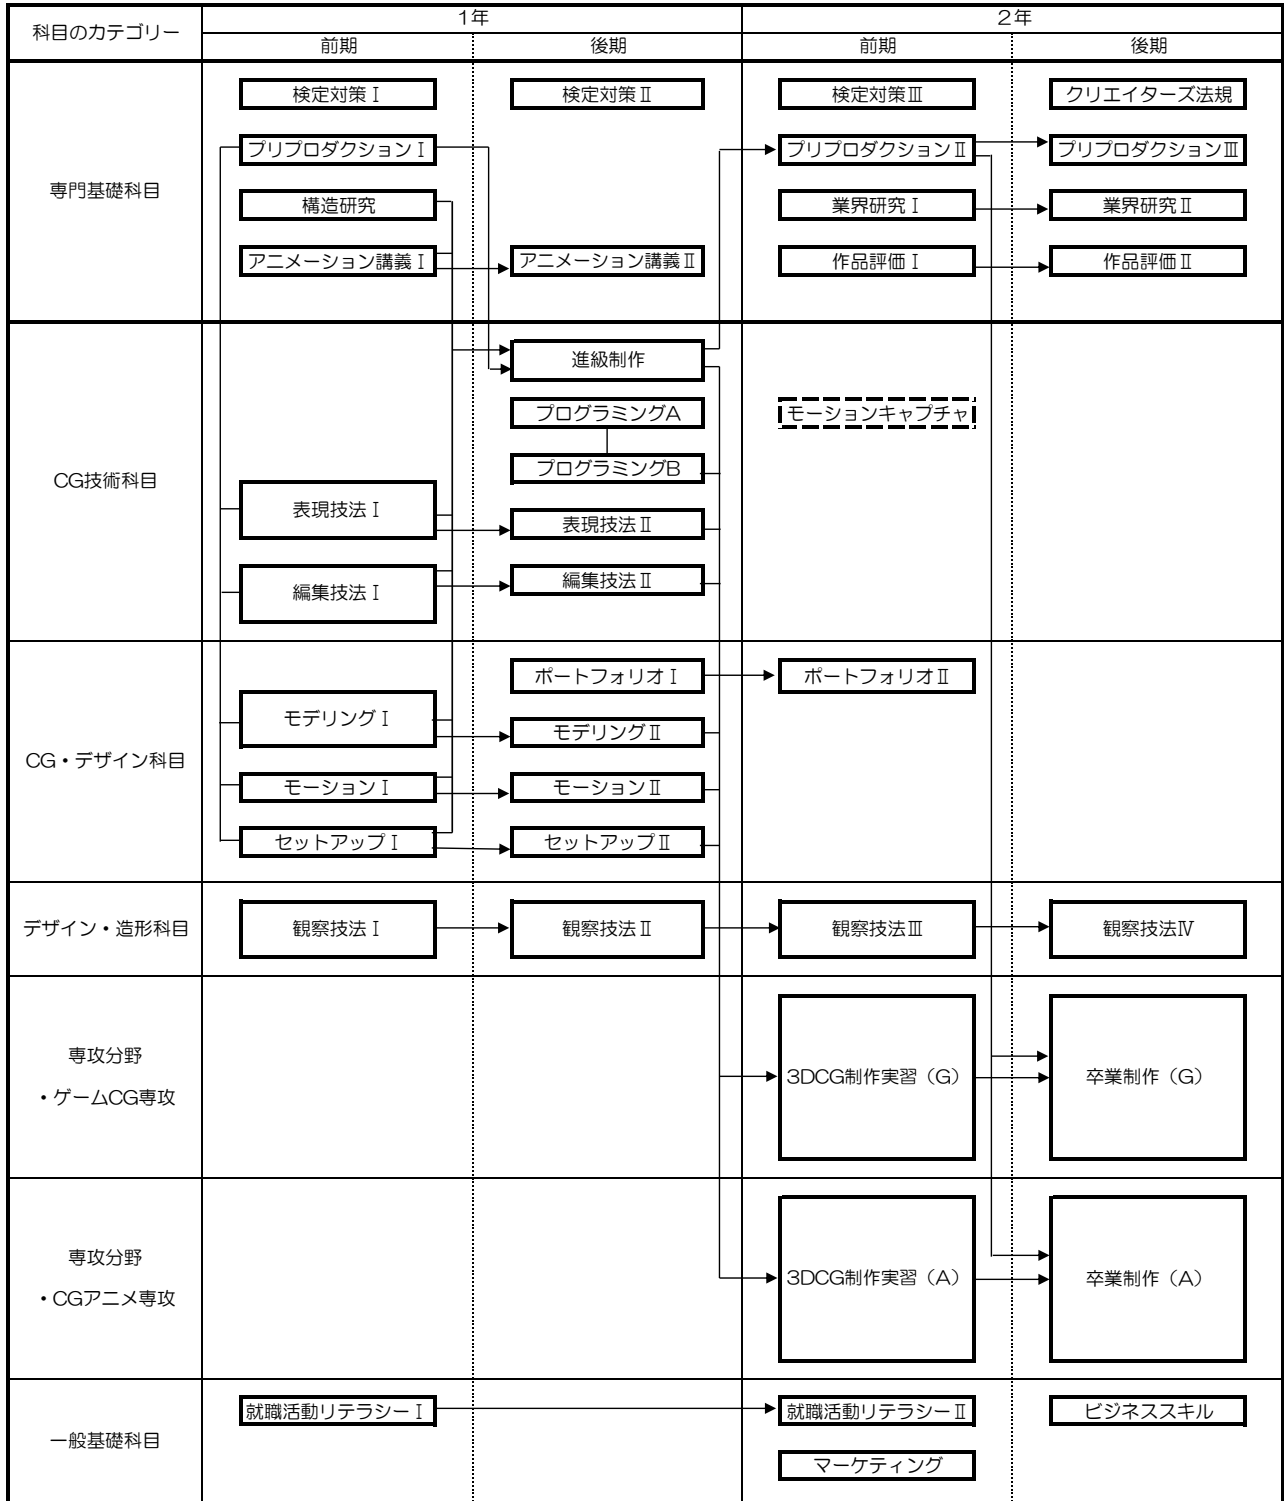 科目のカテゴリー
1年
2年
前期
後期
前期
後期
専門基礎科目
検定対策Ⅰ
検定対策Ⅱ
検定対策Ⅲ
クリエイターズ法規
プリプロダクションⅠ
プリプロダクションⅡ
プリプロダクションⅢ
構造研究
業界研究Ⅰ
業界研究Ⅱ
アニメーション講義Ⅰ
アニメーション講義Ⅱ
作品評価Ⅰ
作品評価Ⅱ
CG技術科目
進級制作
プログラミングA
モーションキャプチャ
プログラミングB
表現技法Ⅰ
表現技法Ⅱ
編集技法Ⅰ
編集技法Ⅱ
CG・デザイン科目
ポートフォリオⅠ
ポートフォリオⅡ
モデリングⅠ
モデリングⅡ
モーションⅠ
モーションⅡ
セットアップⅠ
セットアップⅡ
デザイン・造形科目
観察技法Ⅰ
観察技法Ⅱ
観察技法Ⅲ
観察技法Ⅳ
専攻分野
・ゲームCG専攻
3DCG制作実習（G）
卒業制作（G）
専攻分野
・CGアニメ専攻
3DCG制作実習（A）
卒業制作（A）
一般基礎科目
就職活動リテラシーⅠ
就職活動リテラシーⅡ
ビジネススキル
マーケティング